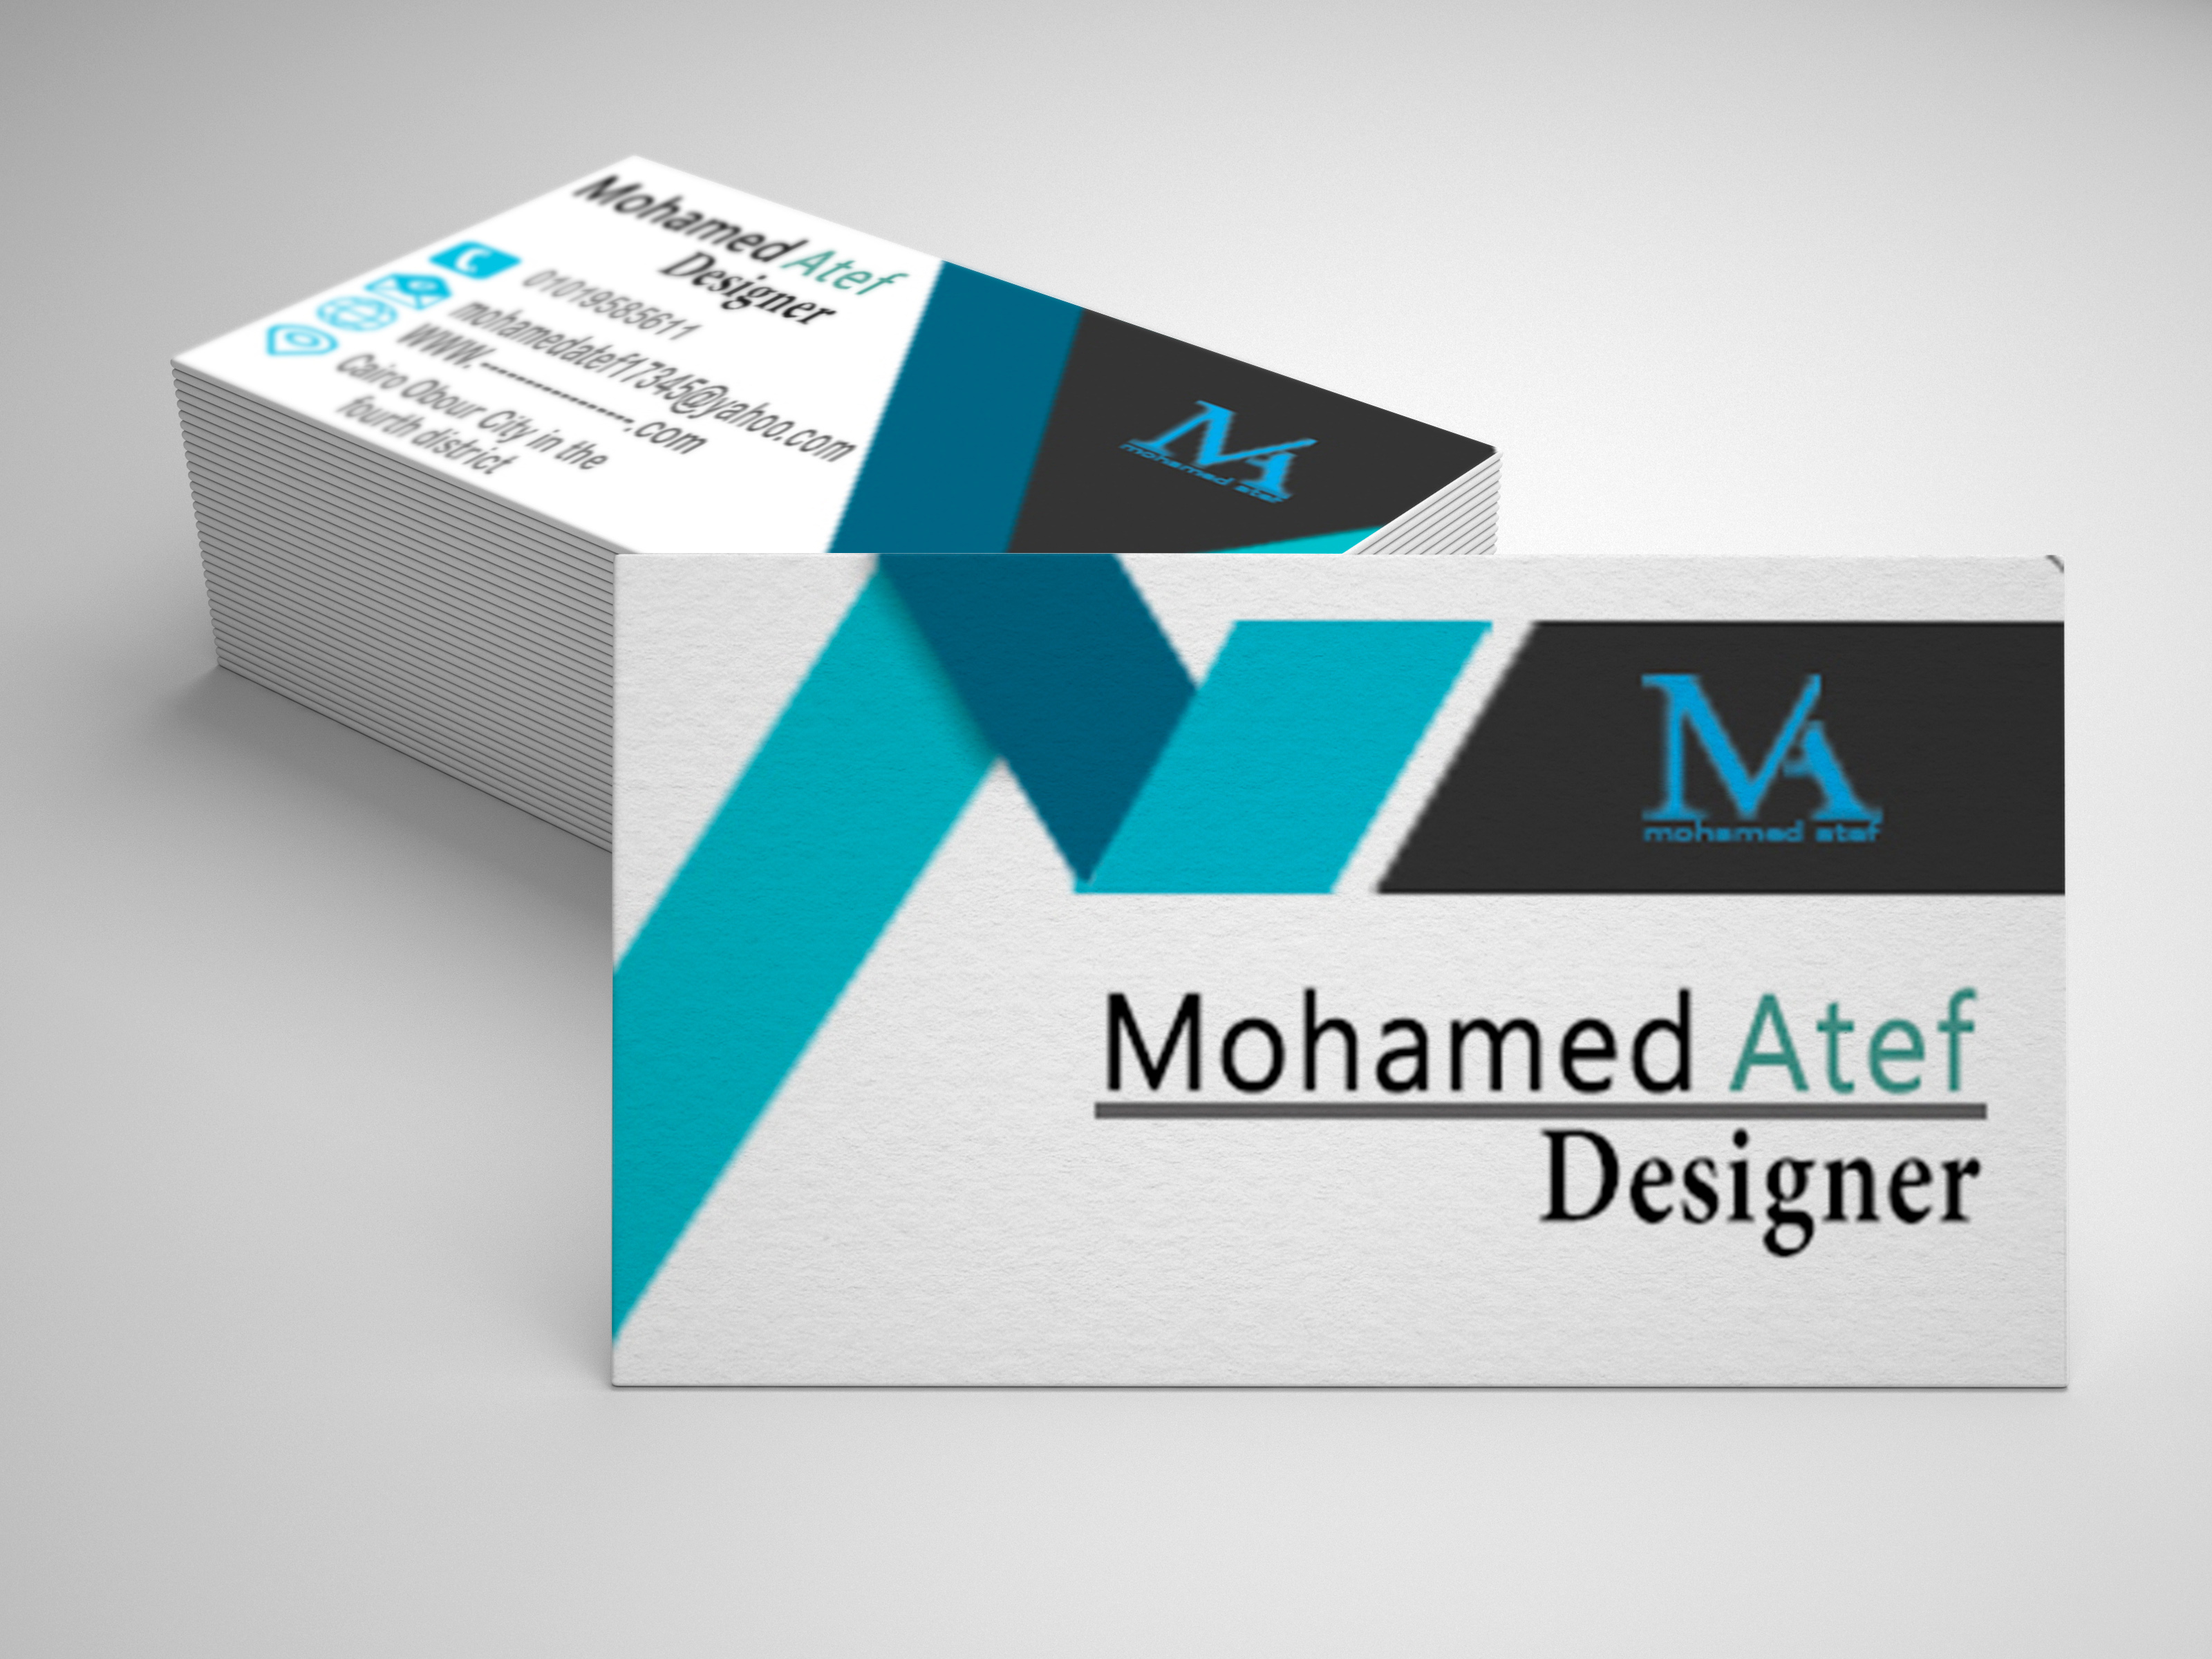 Mohamed Atef
Designer
01019585611
mohamedatef17345@yahoo.com
WWW.---------------.com
Cairo Obour City in the
fourth district
MA
mohamed atef
MA
mohamed atef
Mohamed Atef
Designer